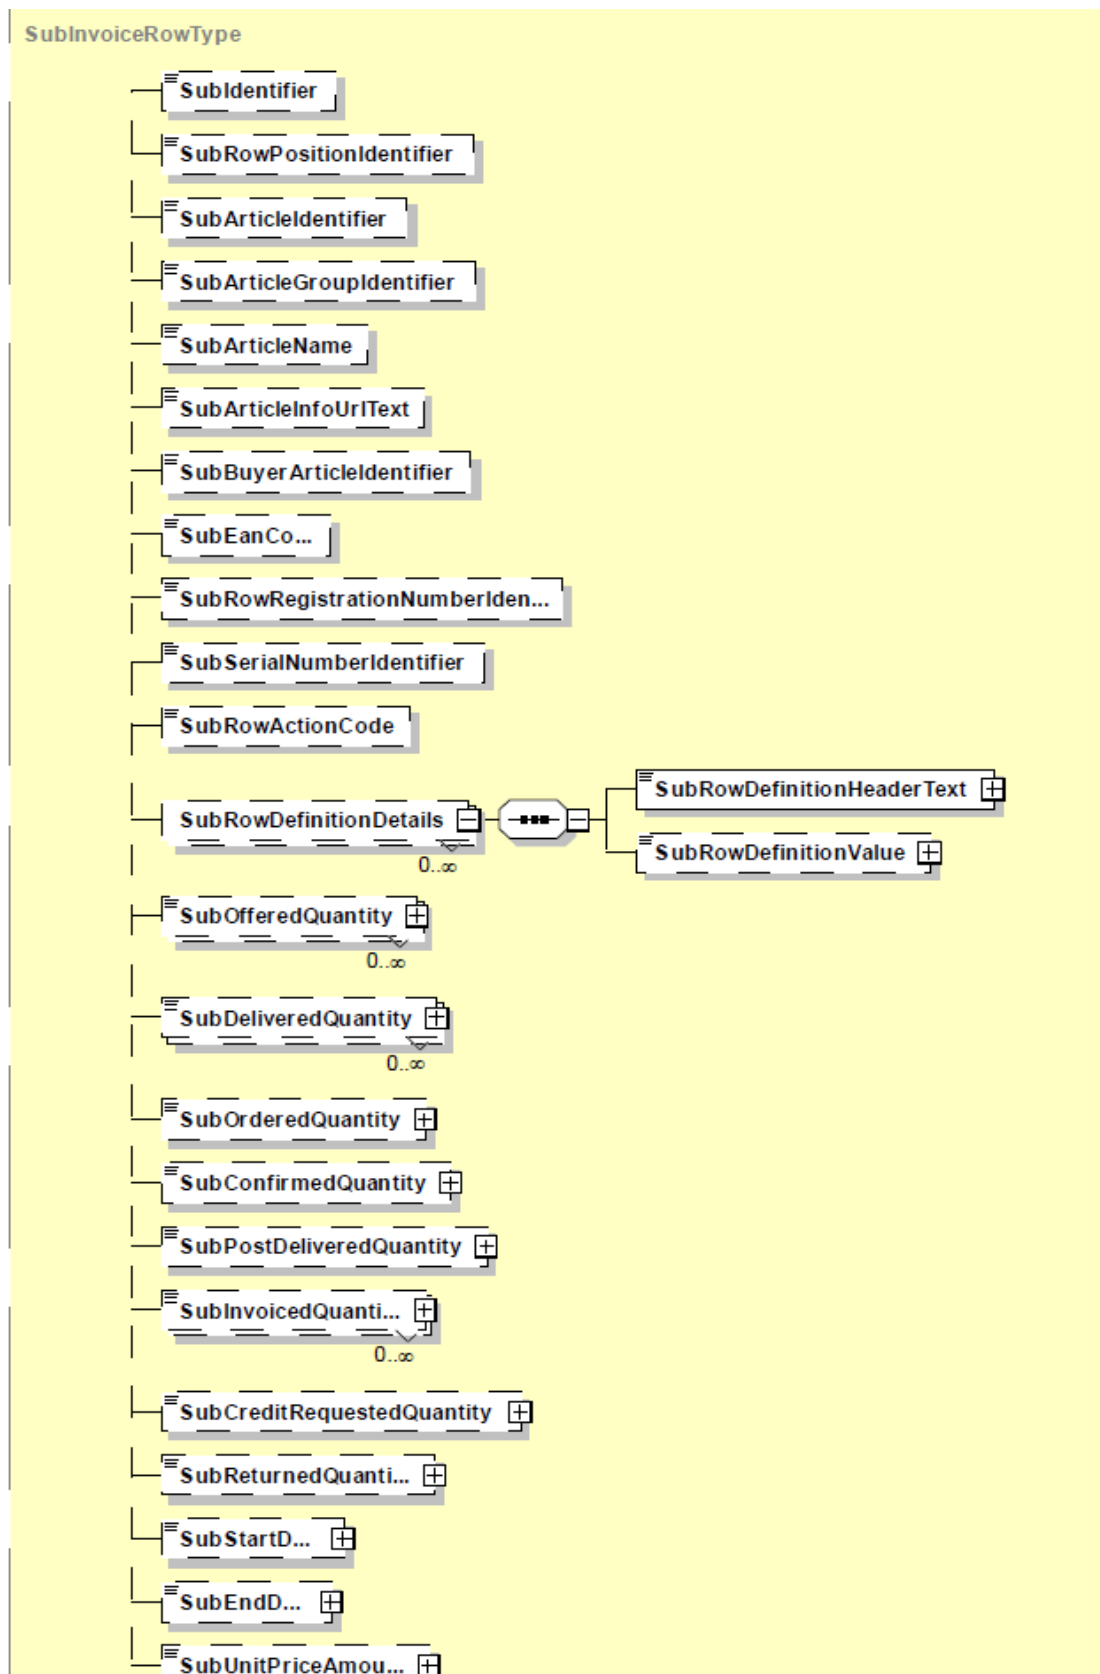 SubInvoiceRowType
SubIdentifier
SubRowPositionIdentifier
SubArticleIdentifier
SubArticleGroupIdentifier
SubArticleName
SubArticleInfoUrlText
SubBuyerArticleIdentifier
SubEanCo...
SubRowRegistrationNumberIden...
SubSerialNumberIdentifier
SubRowActionCode
SubRowDefinitionHeaderText
SubRowDefinitionDetails
SubRowDefinitionValue
0..∞
SubOfferedQuantity
0..∞
SubDeliveredQuantity
0..∞
SubOrderedQuantity
SubConfirmedQuantity
SubPostDeliveredQuantity
SubInvoicedQuanti...
0..∞
SubCreditRequestedQuantity
SubReturnedQuanti...
SubStartD...
SubEndD...
SubUnitPriceAmou...